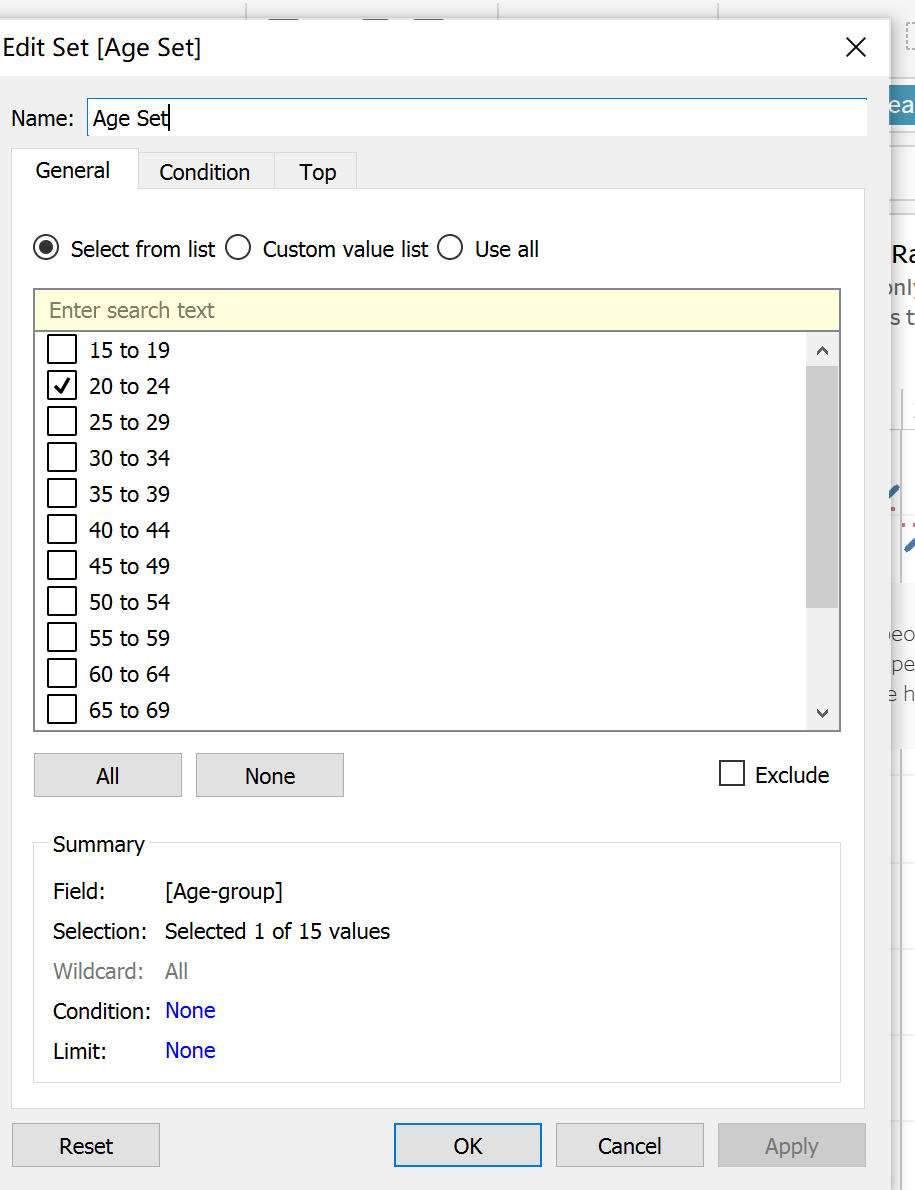 Edit Set [Age Set]
Name: Age Set
General Condition Top
Select from list Custom value list Use all
Enter search text
15 to 19
20 to 24
25 to 29
30 to 34
35 to 39
40 to 44
45 to 49
50 to 54
55 to 59
60 to 64
65 to 69
All None Exclude
Summary
Field: [Age-group]
Selection: Selected 1 of 15 values
Wildcard: All
Condition: None
Limit: None
Reset OK Cancel Apply